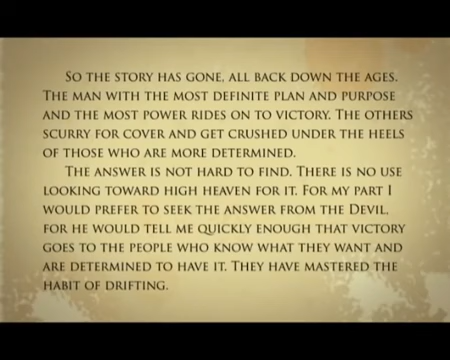 So the story has gone, all back down the ages.
The man with the most definite plan and purpose
and the most power rides on to victory. The others
scurry for cover and get crushed under the heels
of those who are more determined.
The answer is not hard to find. There is no use
looking toward high heaven for it. For my part I
would prefer to seek the answer from the Devil,
for he would tell me quickly enough that victory
goes to the people who know what they want and
are determined to have it. They have mastered the
habit of drifting.